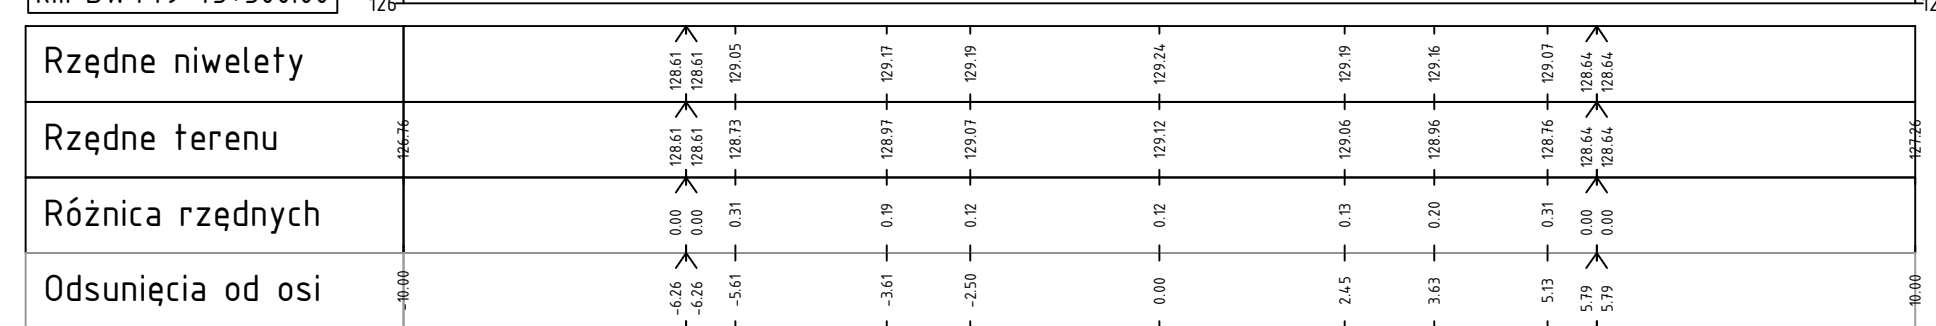 126
Rzędne niwelety 128.61 128.61 129.05 129.17 129.19 129.24 129.19 129.16 129.07 128.64 128.64
Rzędne terenu 126.76 128.61 128.61 128.73 128.97 129.07 129.12 129.06 128.96 128.76 128.64 128.64 127.26
Różnica rzędnych 0.00 0.00 0.31 0.19 0.12 0.12 0.13 0.20 0.31 0.00 0.00
Odsunięcia od osi -10.00 -6.26 -6.26 -5.61 -3.61 -2.50 0.00 2.45 3.63 5.13 5.79 5.79 10.00